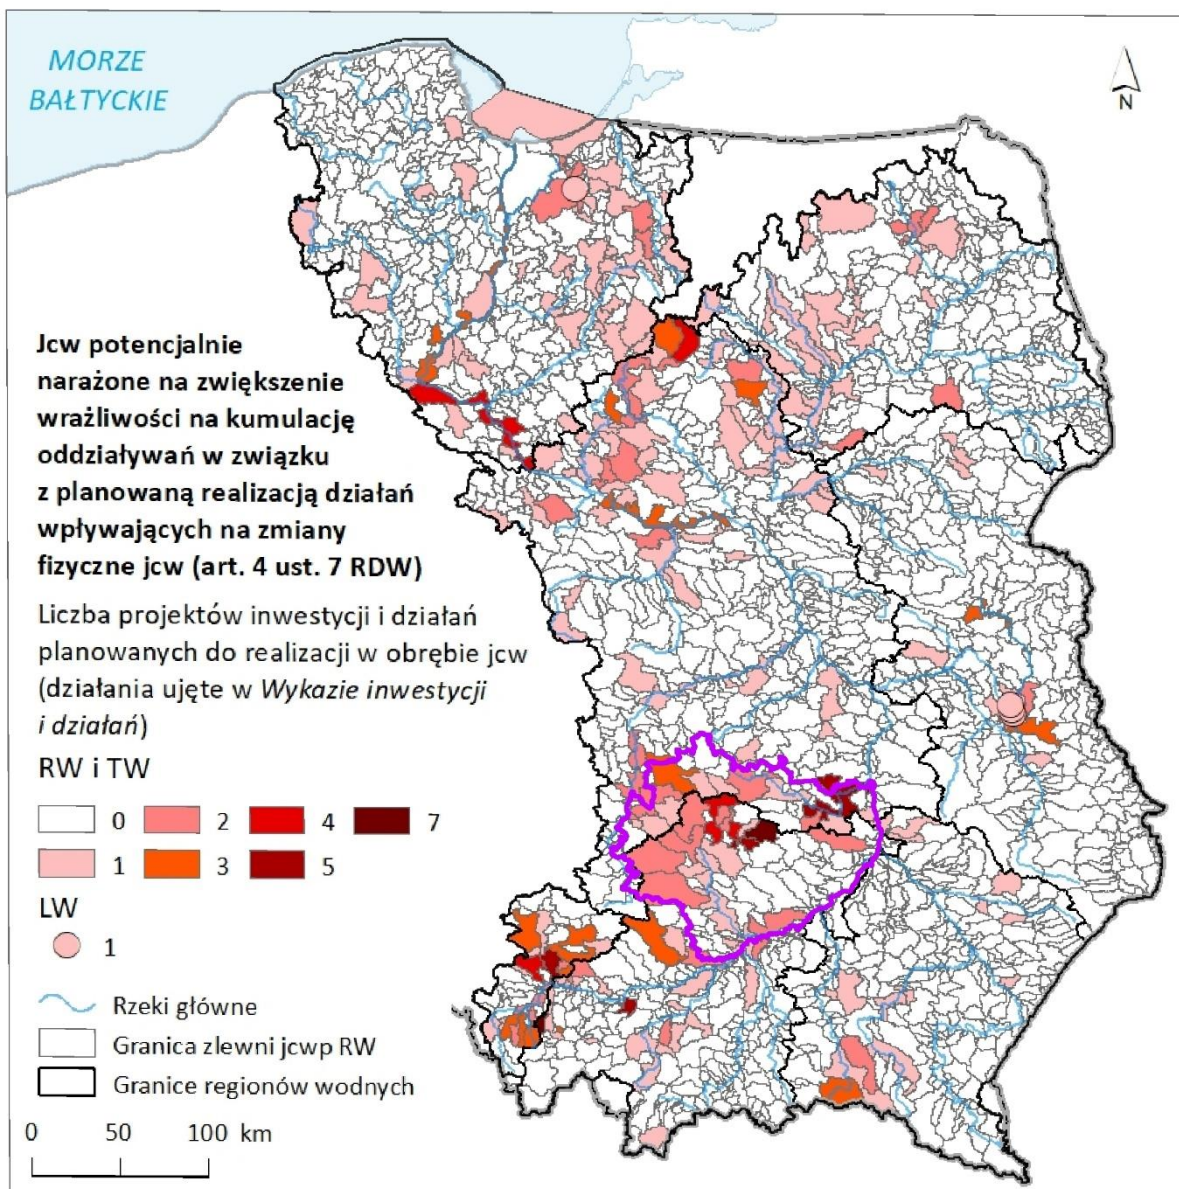 MORZE
BAŁTYCKIE
N
Jcw potencjalnie
narażone na zwiększenie
wrażliwości na kumulację
oddziaływań w związku
z planowaną realizacją działań
wpływających na zmiany
fizyczne jcw (art. 4 ust. 7 RDW)
Liczba projektów inwestycji i działań
planowanych do realizacji w obrębie jcw
(działania ujęte w Wykazie inwestycji
i działań)
RW i TW
0 2 4 7
1 3 5
LW
1
Rzeki główne
Granica zlewni jcwp RW
Granice regionów wodnych
0 50 100 km